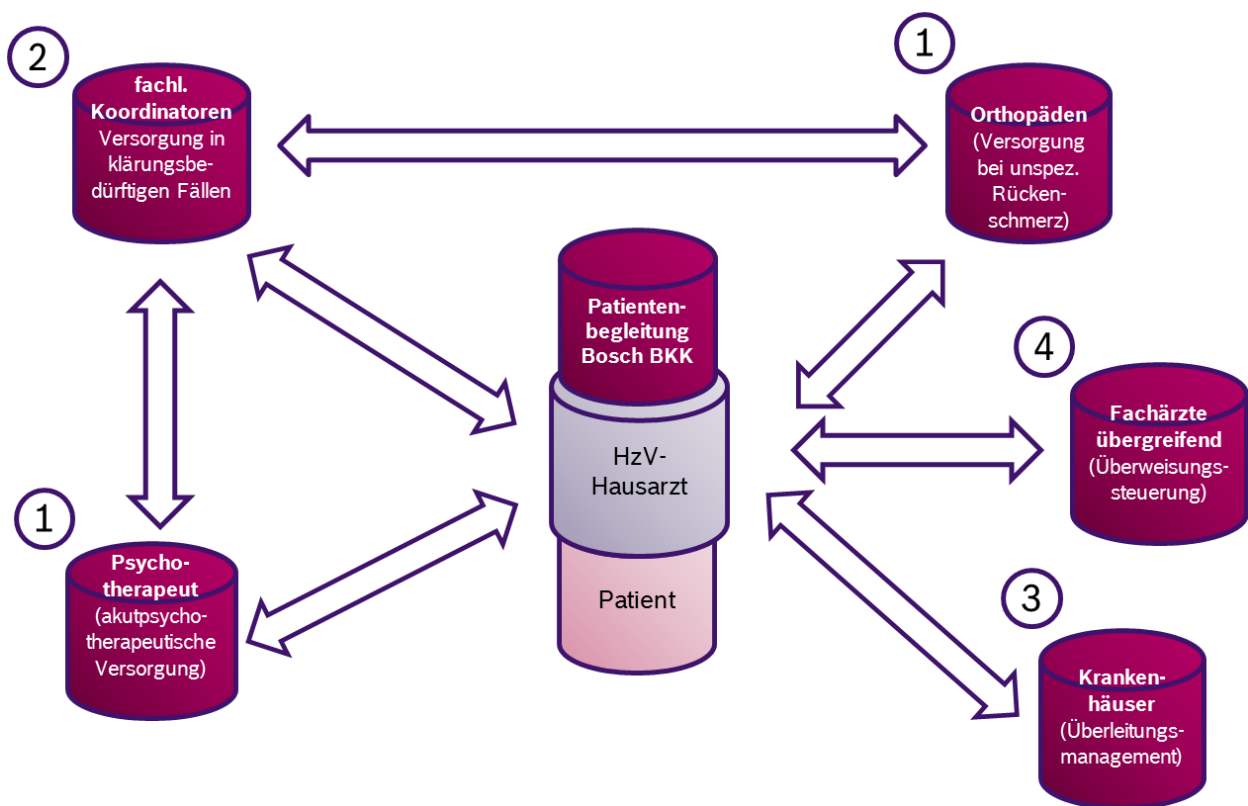 2
fachl.
Koordinatoren
Versorgung in
klärungsbe-
dürftigen Fällen
1
Orthopäden
(Versorgung
bei unspez.
Rücken-
schmerz)
Patienten-
begleitung
Bosch BKK
HzV-
Hausarzt
Patient
4
Fachärzte
übergreifend
(Überweisungs-
steuerung)
1
Psycho-
therapeut
(akutpsycho-
therapeutische
Versorgung)
3
Kranken-
häuser
(Überleitungs-
management)